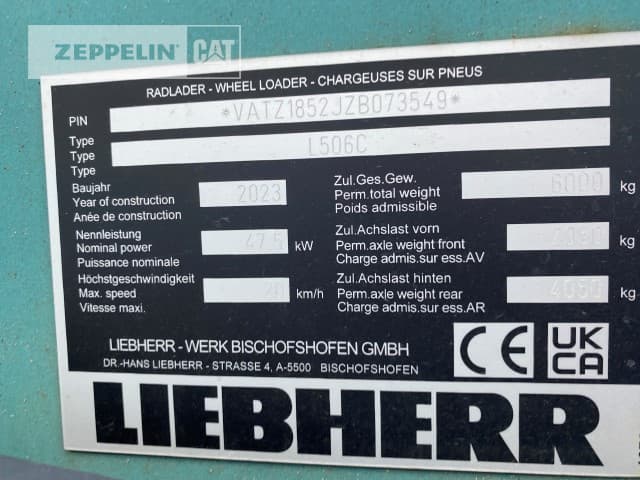 ZEPPELIN CAT
RADLADER - WHEEL LOADER - CHARGEUSES SUR PNEUS
PIN *VATZ1852JZB073549*
Type
Type L506C
Type
Baujahr
Year of construction 2023
Anée de construction
Nennleistung
Nominal power 47.5 kW
Puissance nominale
Höchstgeschwindigkeit
Max. speed 20 km/h
Vitesse maxi.
Zul.Ges.Gew.
Perm.total weight 6000 kg
Poids admissible
Zul.Achslast vorn
Perm.axle weight front kg
Charge admis.sur ess.AV
Zul.Achslast hinten
Perm.axle weight rear 4050 kg
Charge admis.sur ess.AR
LIEBHERR - WERK BISCHOFSHOFEN GMBH
DR.-HANS LIEBHERR - STRASSE 4, A-5500 BISCHOFSHOFEN
CE UK
CA
LIEBHERR